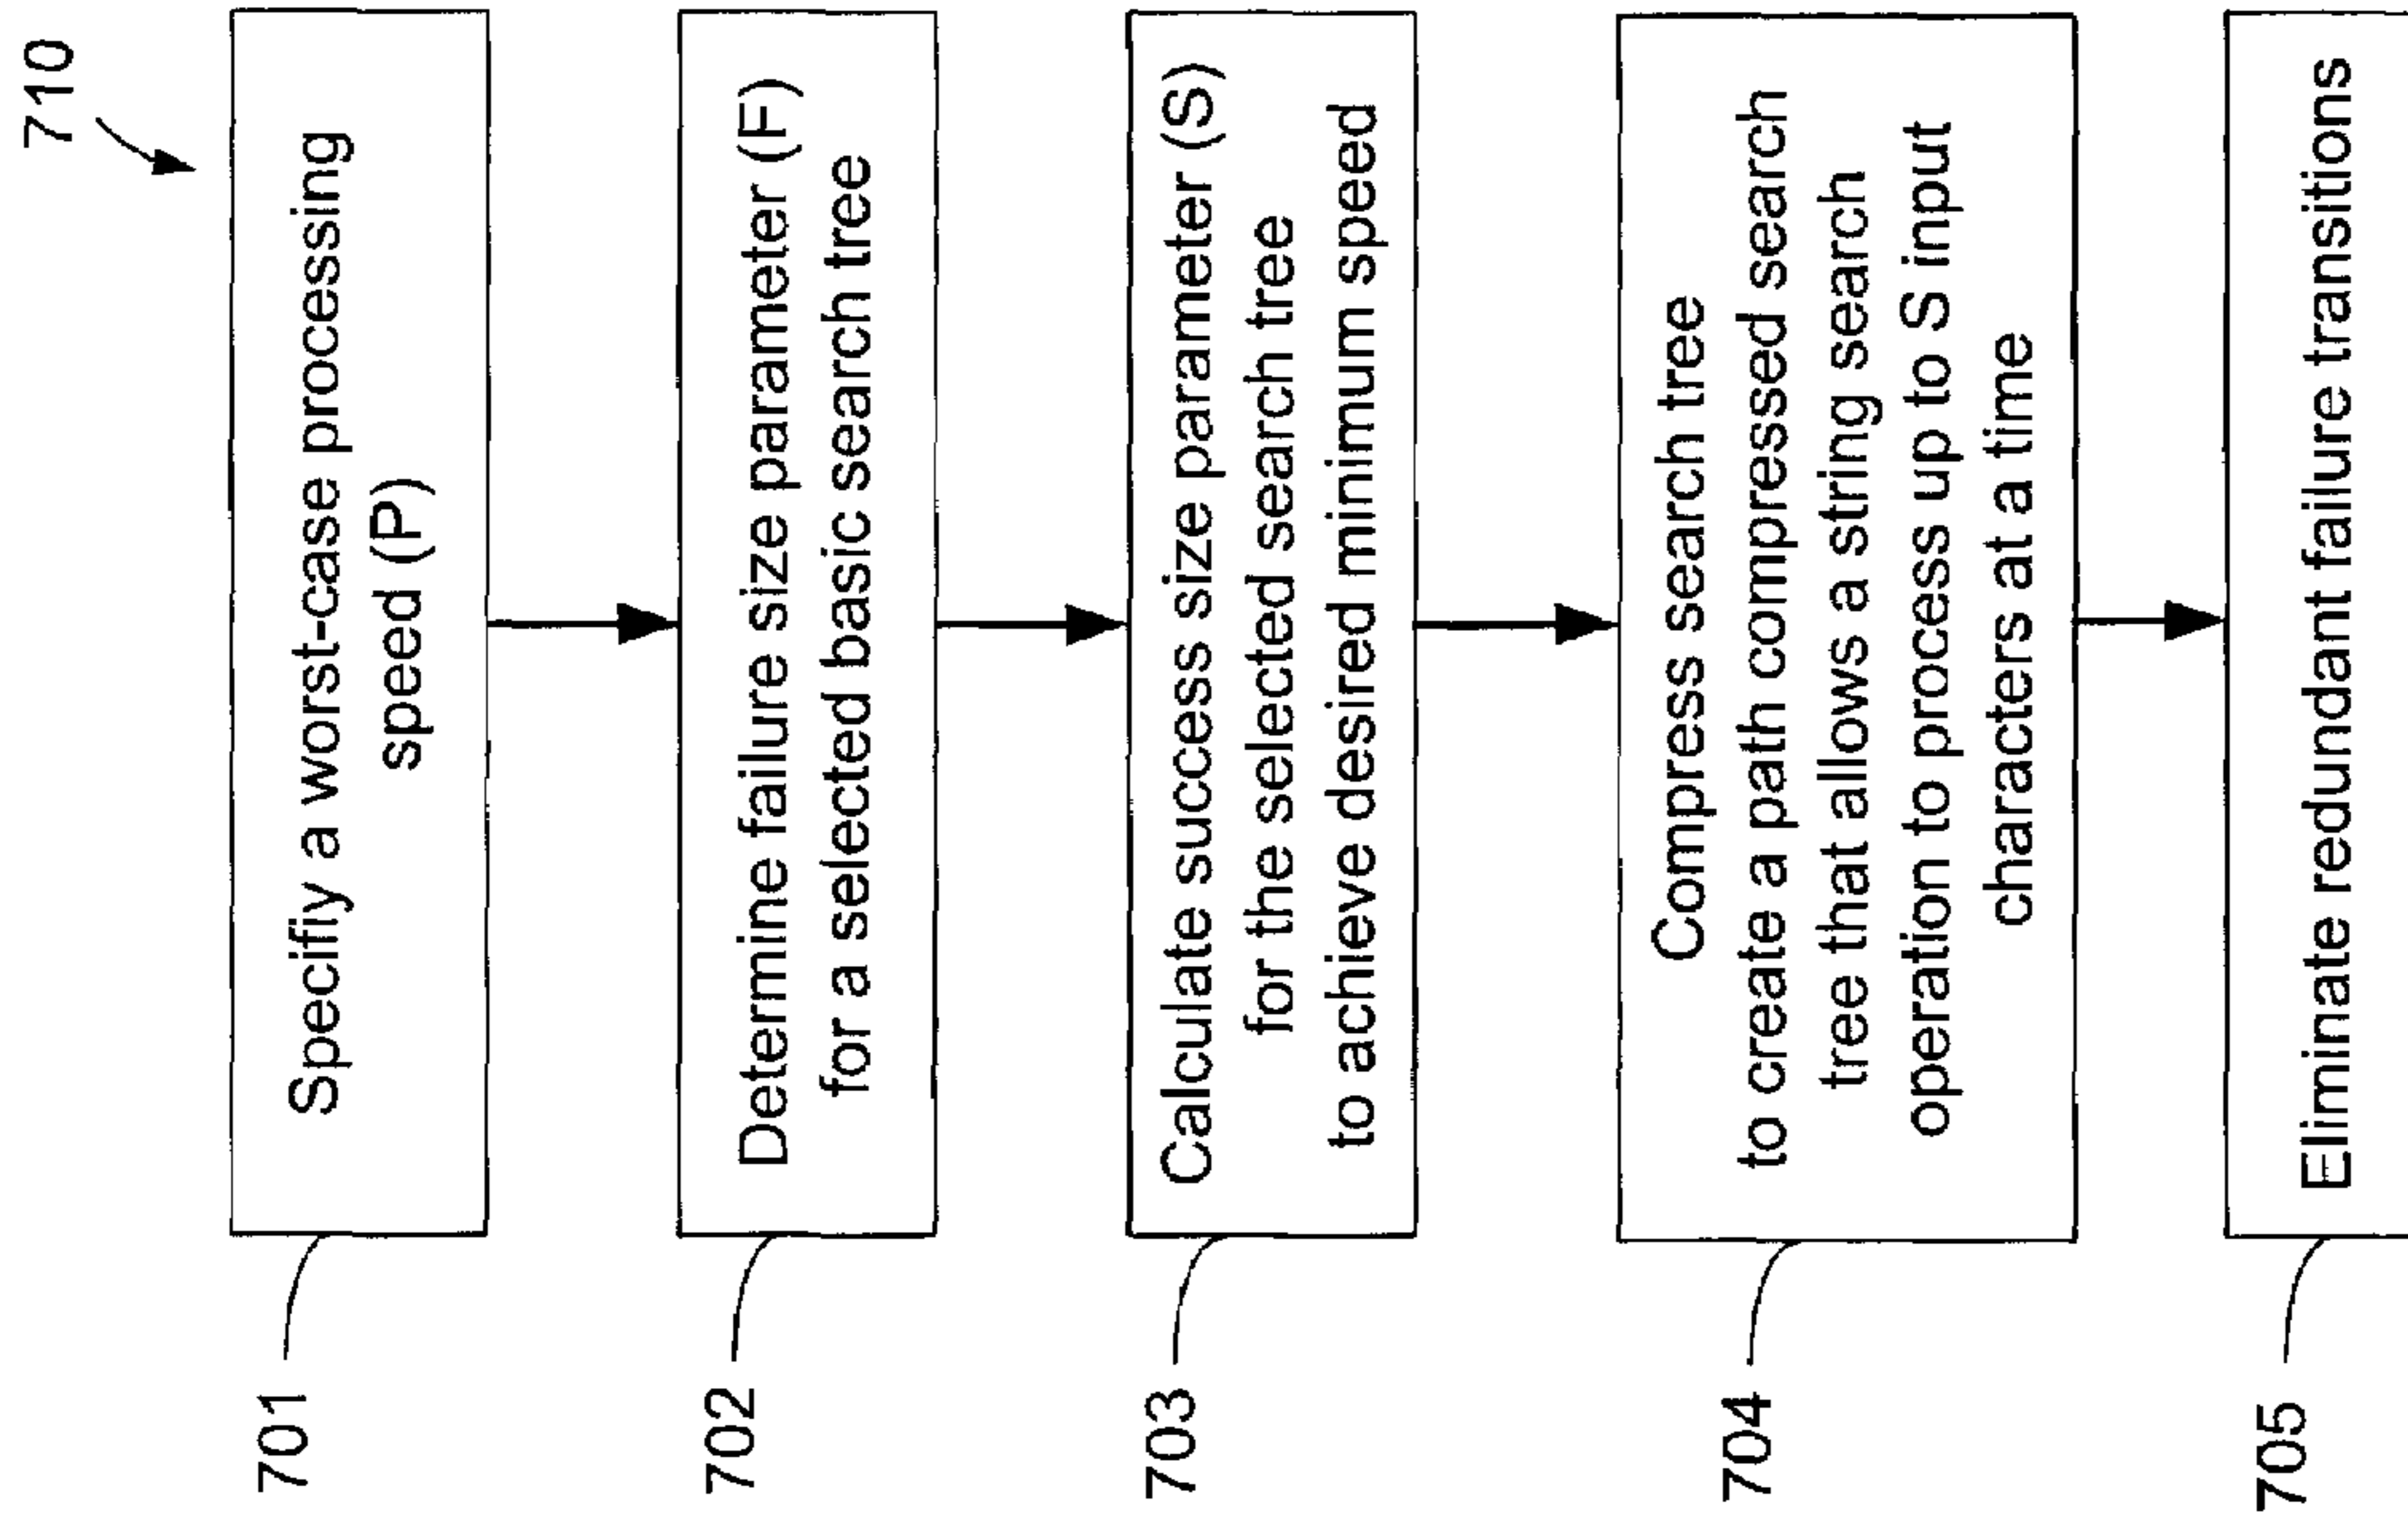 710
701
Specifiy a worst-case processing
speed (P)
702
Determine failure size parameter (F)
for a selected basic search tree
703
Calculate success size parameter (S)
for the selected search tree
to achieve desired minimum speed
704
Compress search tree
to create a path compressed search
tree that allows a string search
operation to process up to S input
characters at a time
705
Eliminate redundant failure transitions